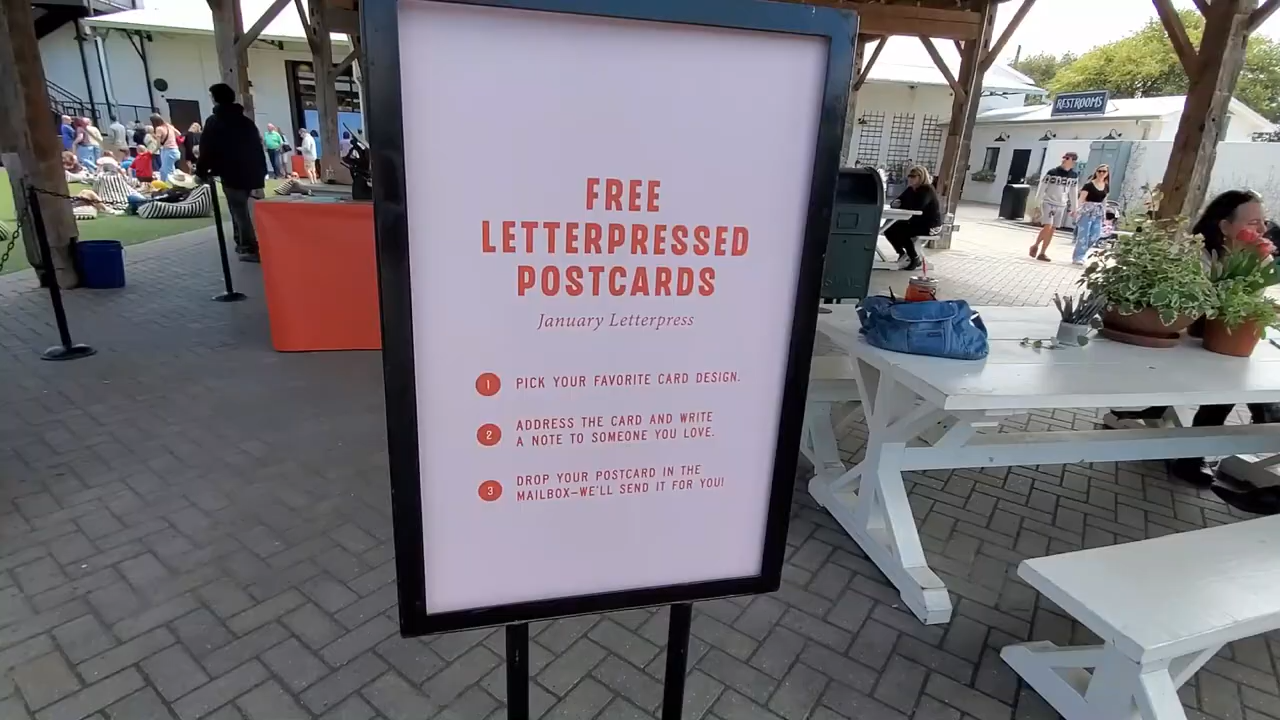 FREE
LETTERPRESSED
POSTCARDS
January Letterpress
1 PICK YOUR FAVORITE CARD DESIGN.
2 ADDRESS THE CARD AND WRITE
A NOTE TO SOMEONE YOU LOVE.
3 DROP YOUR POSTCARD IN THE
MAILBOX–WE'LL SEND IT FOR YOU!
RESTROOMS